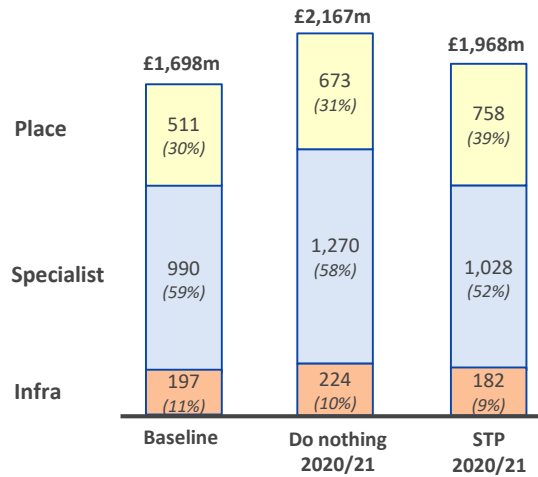 £2,167m
£1,698m
£1,968m
Place
511
(30%)
673
(31%)
758
(39%)
Specialist
990
(59%)
1,270
(58%)
1,028
(52%)
Infra
197
(11%)
224
(10%)
182
(9%)
Baseline
Do nothing
2020/21
STP
2020/21